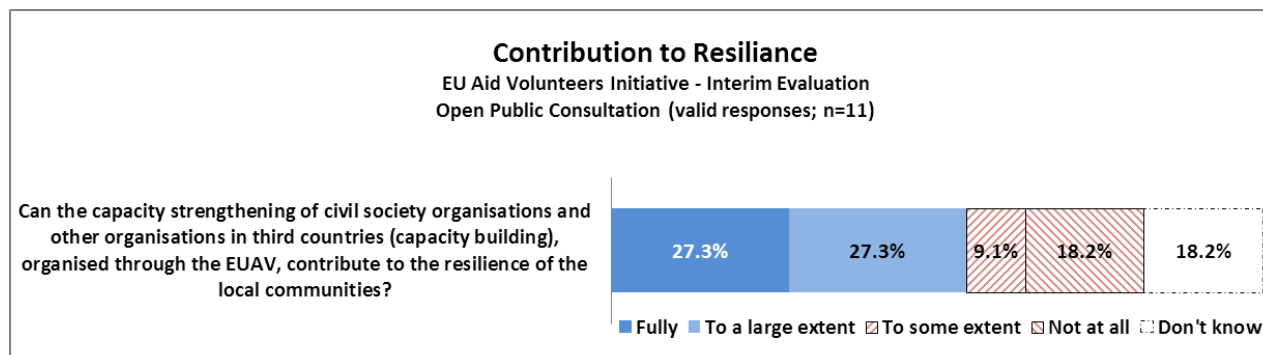 Contribution to Resiliance
EU Aid Volunteers Initiative - Interim Evaluation
Open Public Consultation (valid responses; n=11)
Can the capacity strengthening of civil society organisations and
other organisations in third countries (capacity building),
organised through the EUAV, contribute to the resilience of the
local communities?
27.3% 27.3% 9.1% 18.2% 18.2%
Fully To a large extent To some extent Not at all Don't know